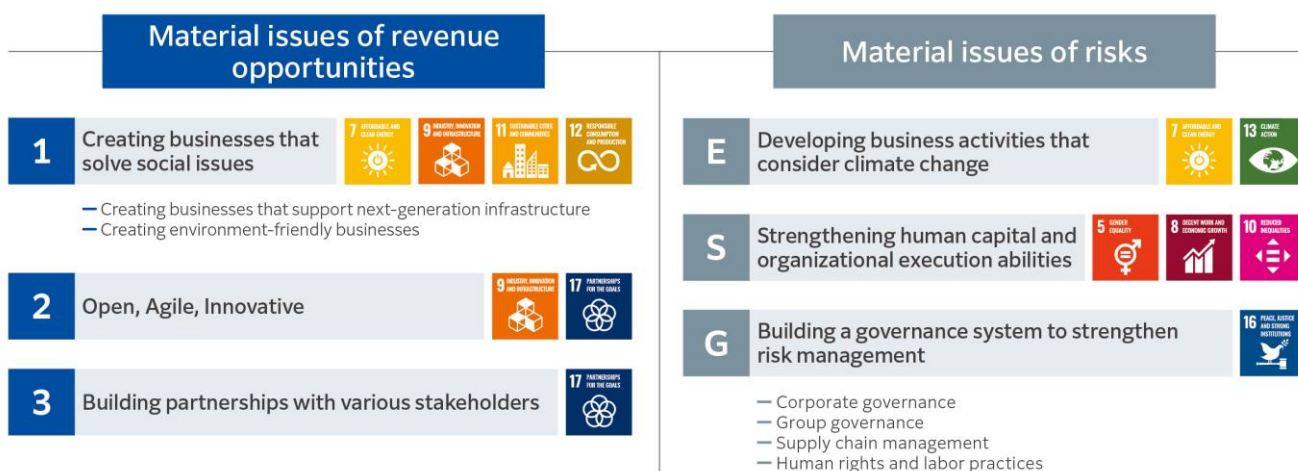 Material issues of revenue
opportunities
1
Creating businesses that
solve social issues
7 AFFORDABLE AND
CLEAN ENERGY
9 INDUSTRY, INNOVATION
AND INFRASTRUCTURE
11 SUSTAINABLE CITIES
AND COMMUNITIES
12 RESPONSIBLE
CONSUMPTION
AND PRODUCTION
— Creating businesses that support next-generation infrastructure
— Creating environment-friendly businesses
2
Open, Agile, Innovative
9 INDUSTRY, INNOVATION
AND INFRASTRUCTURE
17 PARTNERSHIPS
FOR THE GOALS
3
Building partnerships with various stakeholders
17 PARTNERSHIPS
FOR THE GOALS
Material issues of risks
E
Developing business activities that
consider climate change
7 AFFORDABLE AND
CLEAN ENERGY
13 CLIMATE
ACTION
S
Strengthening human capital and
organizational execution abilities
5 GENDER
EQUALITY
8 DECENT WORK AND
ECONOMIC GROWTH
10 REDUCED
INEQUALITIES
G
Building a governance system to strengthen
risk management
16 PEACE, JUSTICE
AND STRONG
INSTITUTIONS
— Corporate governance
— Group governance
— Supply chain management
— Human rights and labor practices